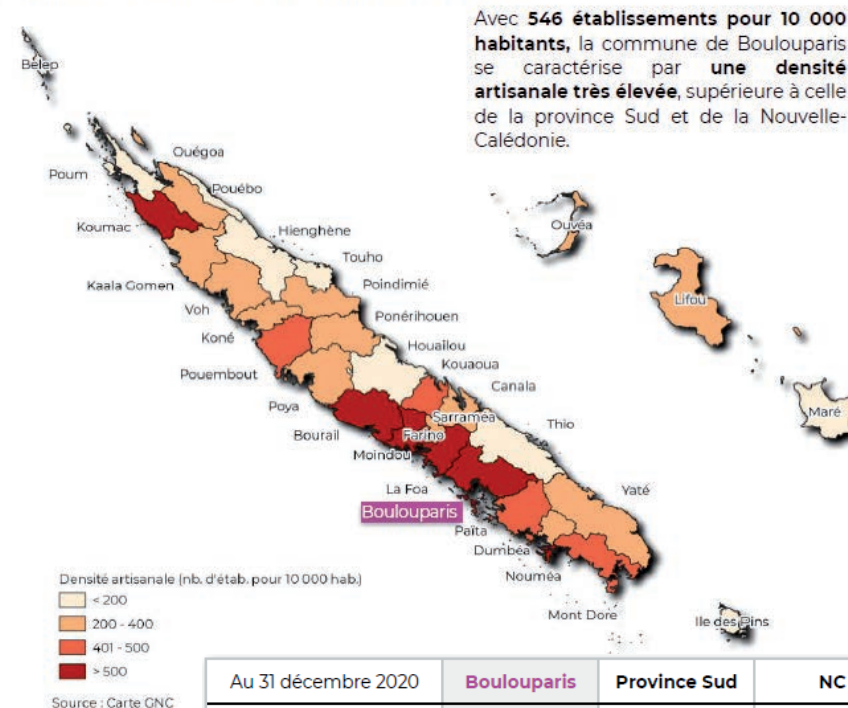 Avec 546 établissements pour 10 000
habitants, la commune de Boulouparis
se caractérise par une densité
artisanale très élevée, supérieure à celle
de la province Sud et de la Nouvelle-
Calédonie.
Belep
Ouégoa
Poum
Pouébo
Koumac
Hienghène
Ouvéa
Touho
Kaala Gomen
Poindimié
Lifou
Voh
Ponérihouen
Koné
Houaïlou
Pouembout
Kouaoua
Canala
Maré
Poya
Sarraméa
Thio
Bourail
Farino
Moindou
La Foa
Yaté
Boulouparis
Païta
Dumbéa
Nouméa
Mont Dore
Ile des Pins
Densité artisanale (nb. d'étab. pour 10 000 hab.)
< 200
200 - 400
401 - 500
> 500
Source : Carte GNC
Au 31 décembre 2020 Boulouparis Province Sud NC